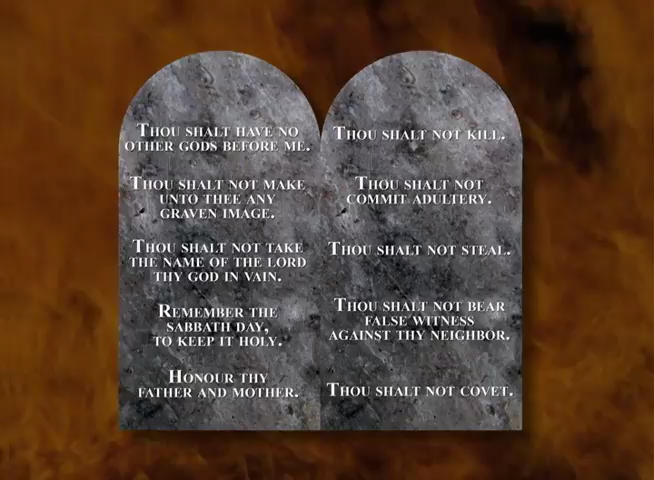 Thou shalt have no
other gods before me.
Thou shalt not make
unto thee any
graven image.
Thou shalt not take
the name of the Lord
thy God in vain.
Remember the
Sabbath day,
to keep it holy.
Honour thy
father and mother.
Thou shalt not kill.
Thou shalt not
commit adultery.
Thou shalt not steal.
Thou shalt not bear
false witness
against thy neighbor.
Thou shalt not covet.